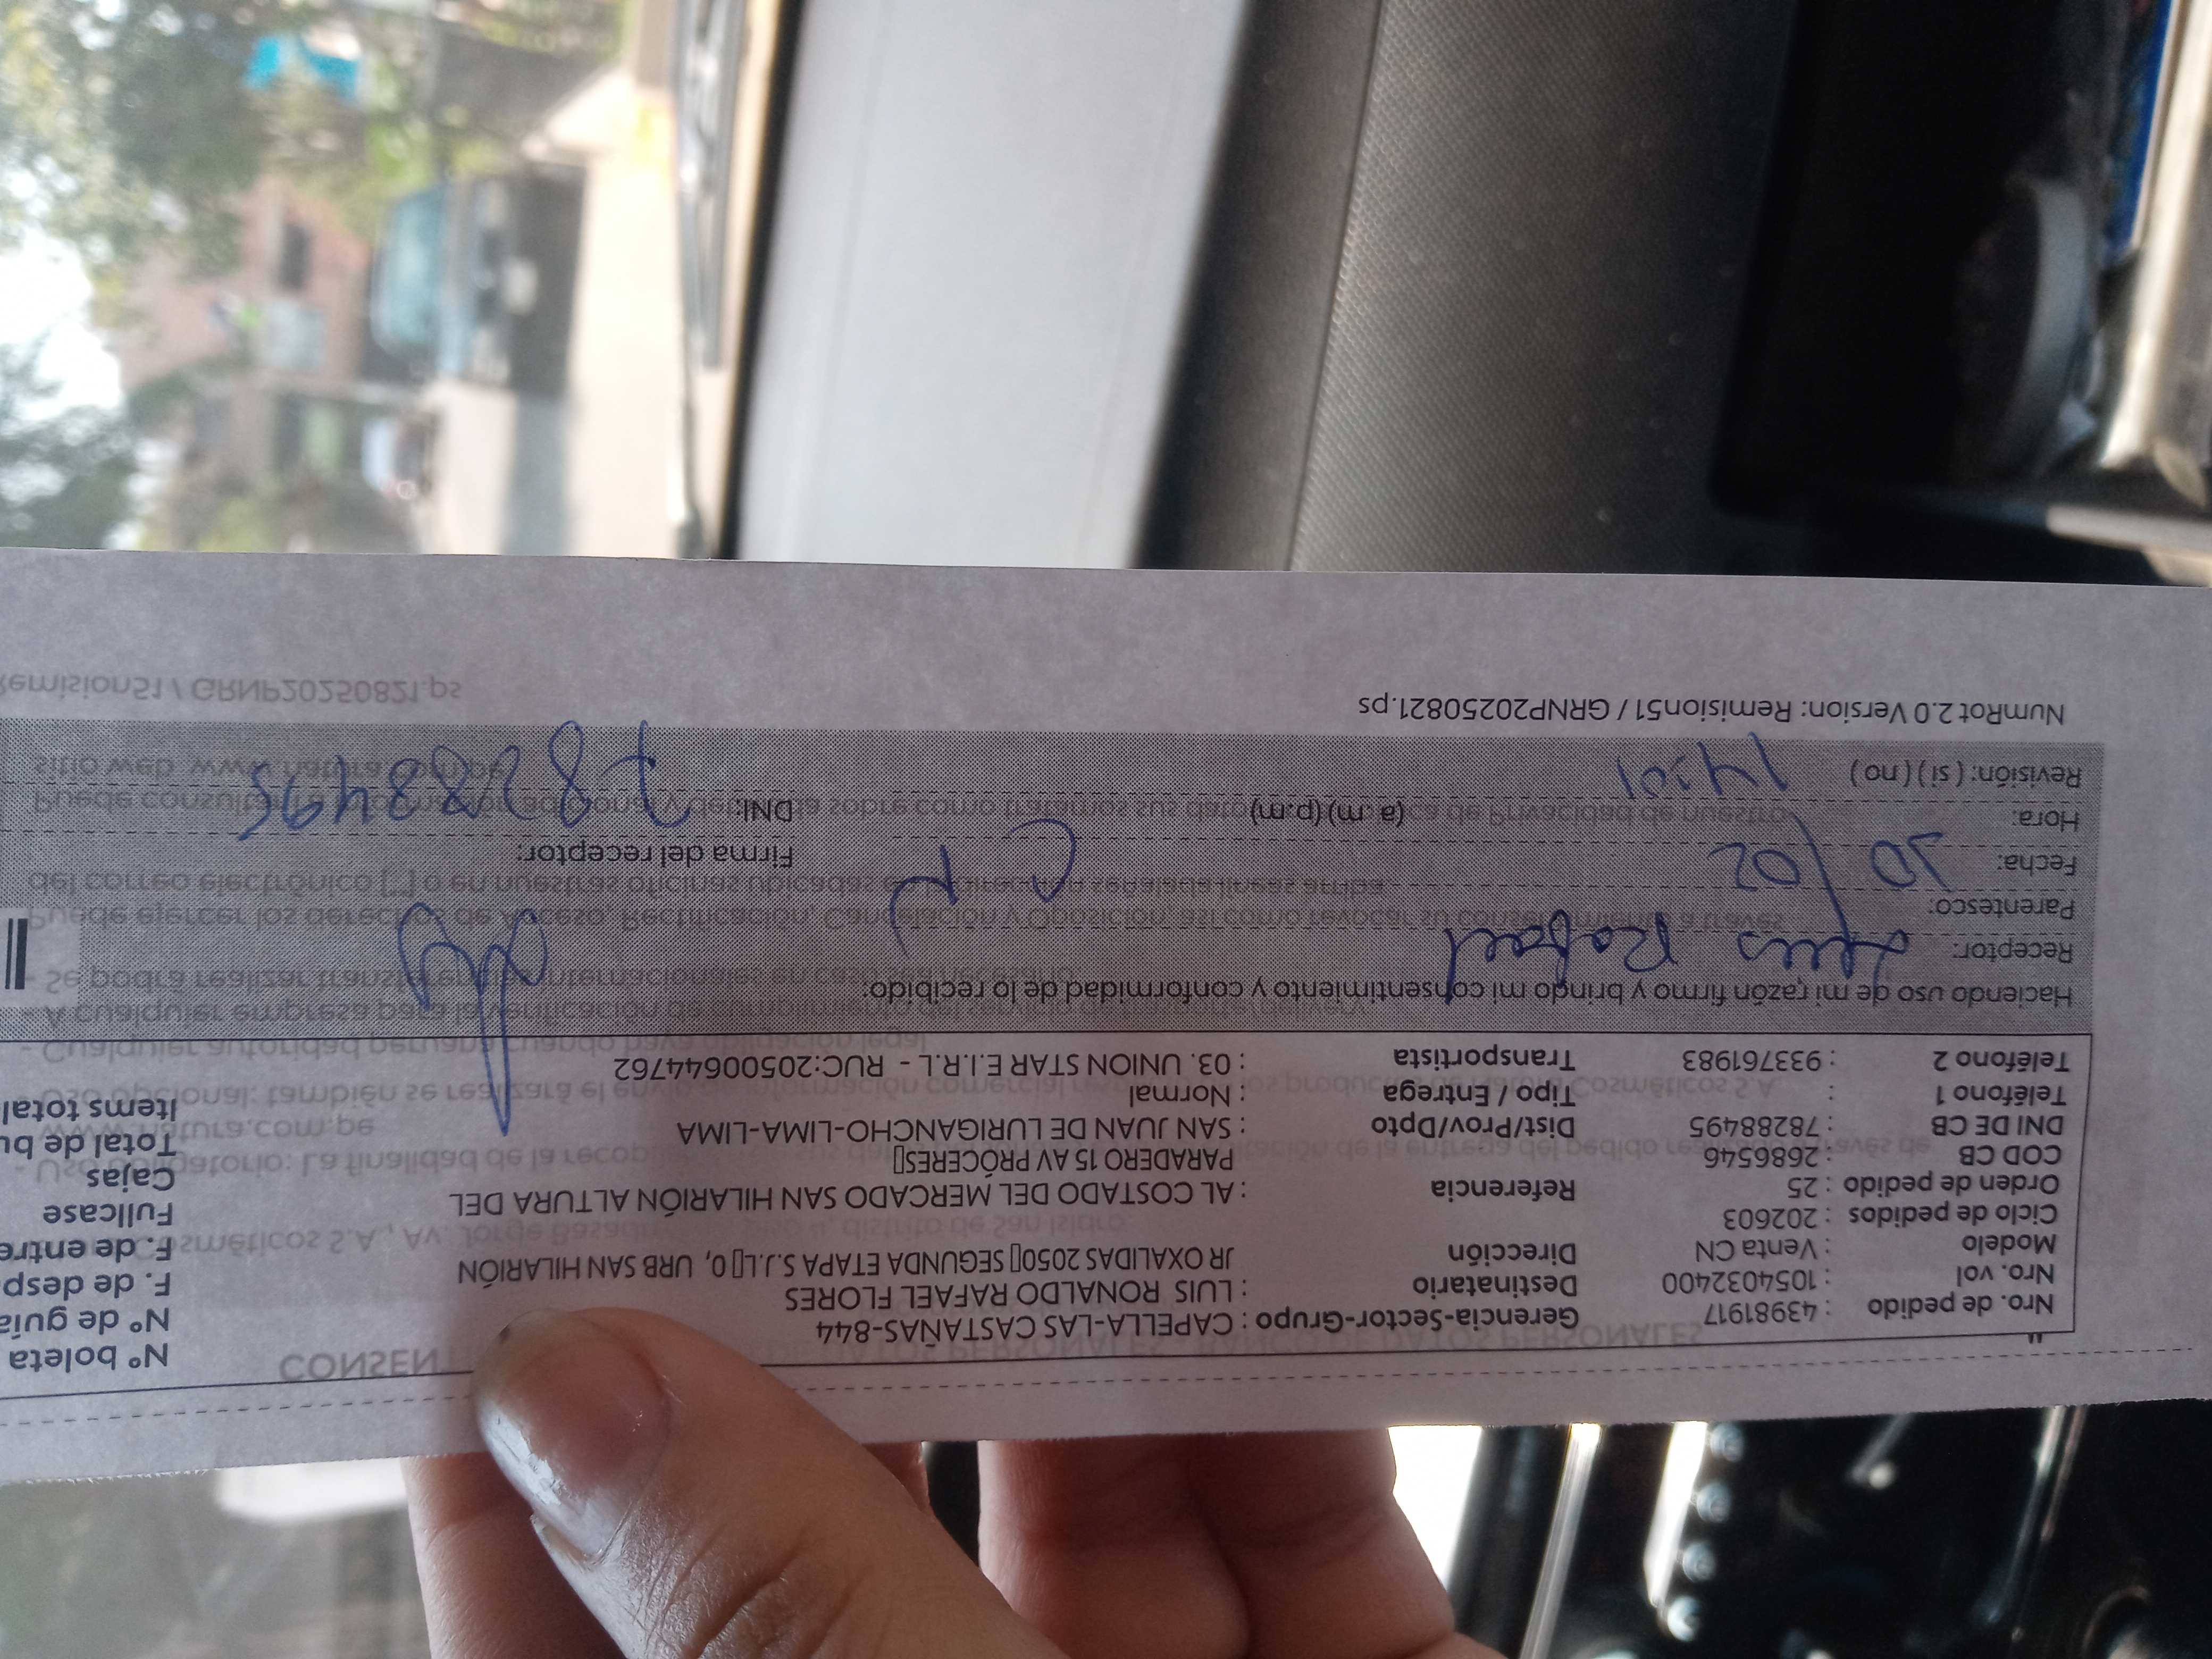 Nro. de pedido : 43981917 Gerencia-Sector-Grupo : CAPELLA-LAS CASTAÑAS-844 N° boleta
Nro. vol : 1054032400 Destinatario : LUIS RONALDO RAFAEL FLORES N° de guía
Modelo : Venta CN Dirección JR OXALIDAS 2050▯ SEGUNDA ETAPA S.J.L▯ 0, URB SAN HILARIÓN F. de desp
Ciclo de pedidos : 202603 F. de entre
Orden de pedido : 25 Referencia : AL COSTADO DEL MERCADO SAN HILARIÓN ALTURA DEL Fullcase
COD CB : 2686546 PARADERO 15 AV PRÓCERES▯ Cajas
DNI DE CB : 78288495 Dist/Prov/Dpto : SAN JUAN DE LURIGANCHO-LIMA-LIMA Total de bu
Teléfono 1 : Tipo / Entrega : Normal Items total
Teléfono 2 : 933761983 Transportista : 03. UNION STAR E.I.R.L - RUC:20500644762
Haciendo uso de mi razón firmo y brindo mi consentimiento y conformidad de lo recibido:
Receptor: Luis Rafael
Parentesco:
Fecha: 20/02 Firma del receptor:
Hora: (a. m) (p.m) DNI: 78288495
Revisión: ( si ) ( no ) 14:01
NumRot 2.0 Version: Remision51 / GRNP20250821.ps